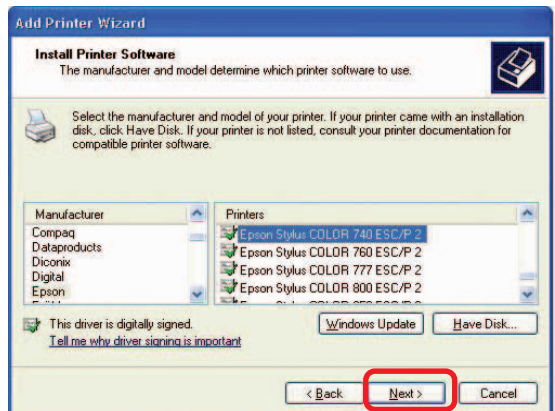 Add Printer Wizard
Install Printer Software
The manufacturer and model determine which printer software to use.
Select the manufacturer and model of your printer. If your printer came with an installation
disk, click Have Disk. If your printer is not listed, consult your printer documentation for
compatible printer software.
Manufacturer
Compaq
Dataproducts
Diconix
Digital
Epson
Printers
Epson Stylus COLOR 740 ESC/P 2
Epson Stylus COLOR 760 ESC/P 2
Epson Stylus COLOR 777 ESC/P 2
Epson Stylus COLOR 800 ESC/P 2
This driver is digitally signed.
Tell me why driver signing is important
Windows Update
Have Disk...
< Back
Next >
Cancel